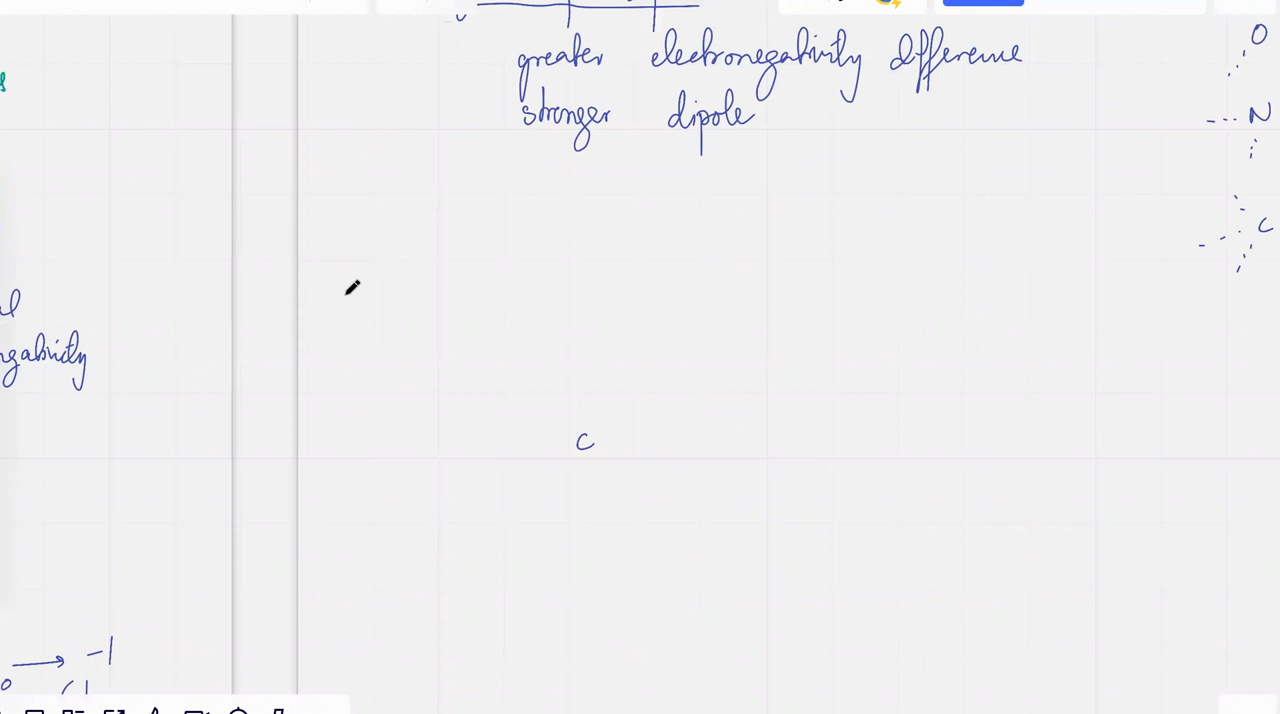 greater electronegativity difference
stronger dipole
O
N
C
C
→ -1